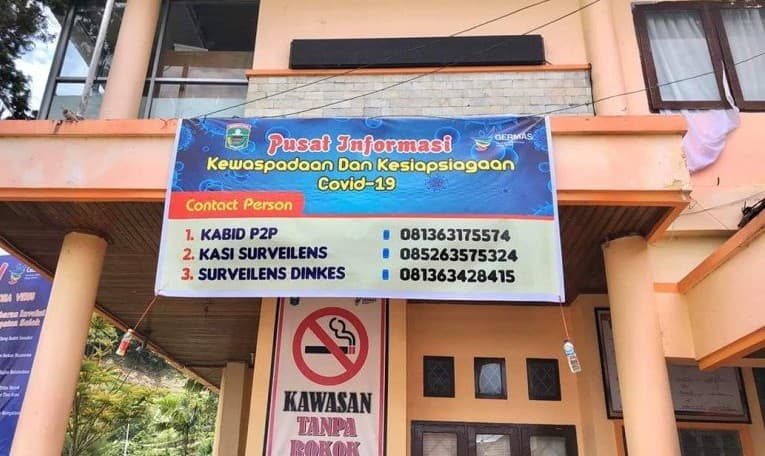 Pusat Informasi
GERMAS
Kewaspadaan Dan Kesiapsiagaan
Covid-19
Contact Person
1. KABID P2P : 081363175574
2. KASI SURVEILENS : 085263575324
3. SURVEILENS DINKES : 081363428415
KAWASAN
TANPA
ROKOK